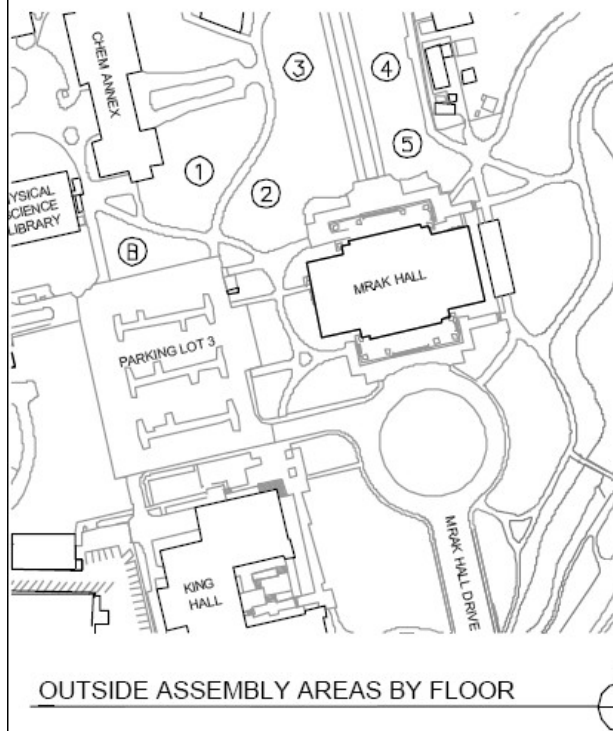 CHEM ANNEX
3
4
5
1
2
YSICAL
SCIENCE
LIBRARY
B
MRAK HALL
PARKING LOT 3
MRAK HALL DRIVE
KING
HALL
OUTSIDE ASSEMBLY AREAS BY FLOOR